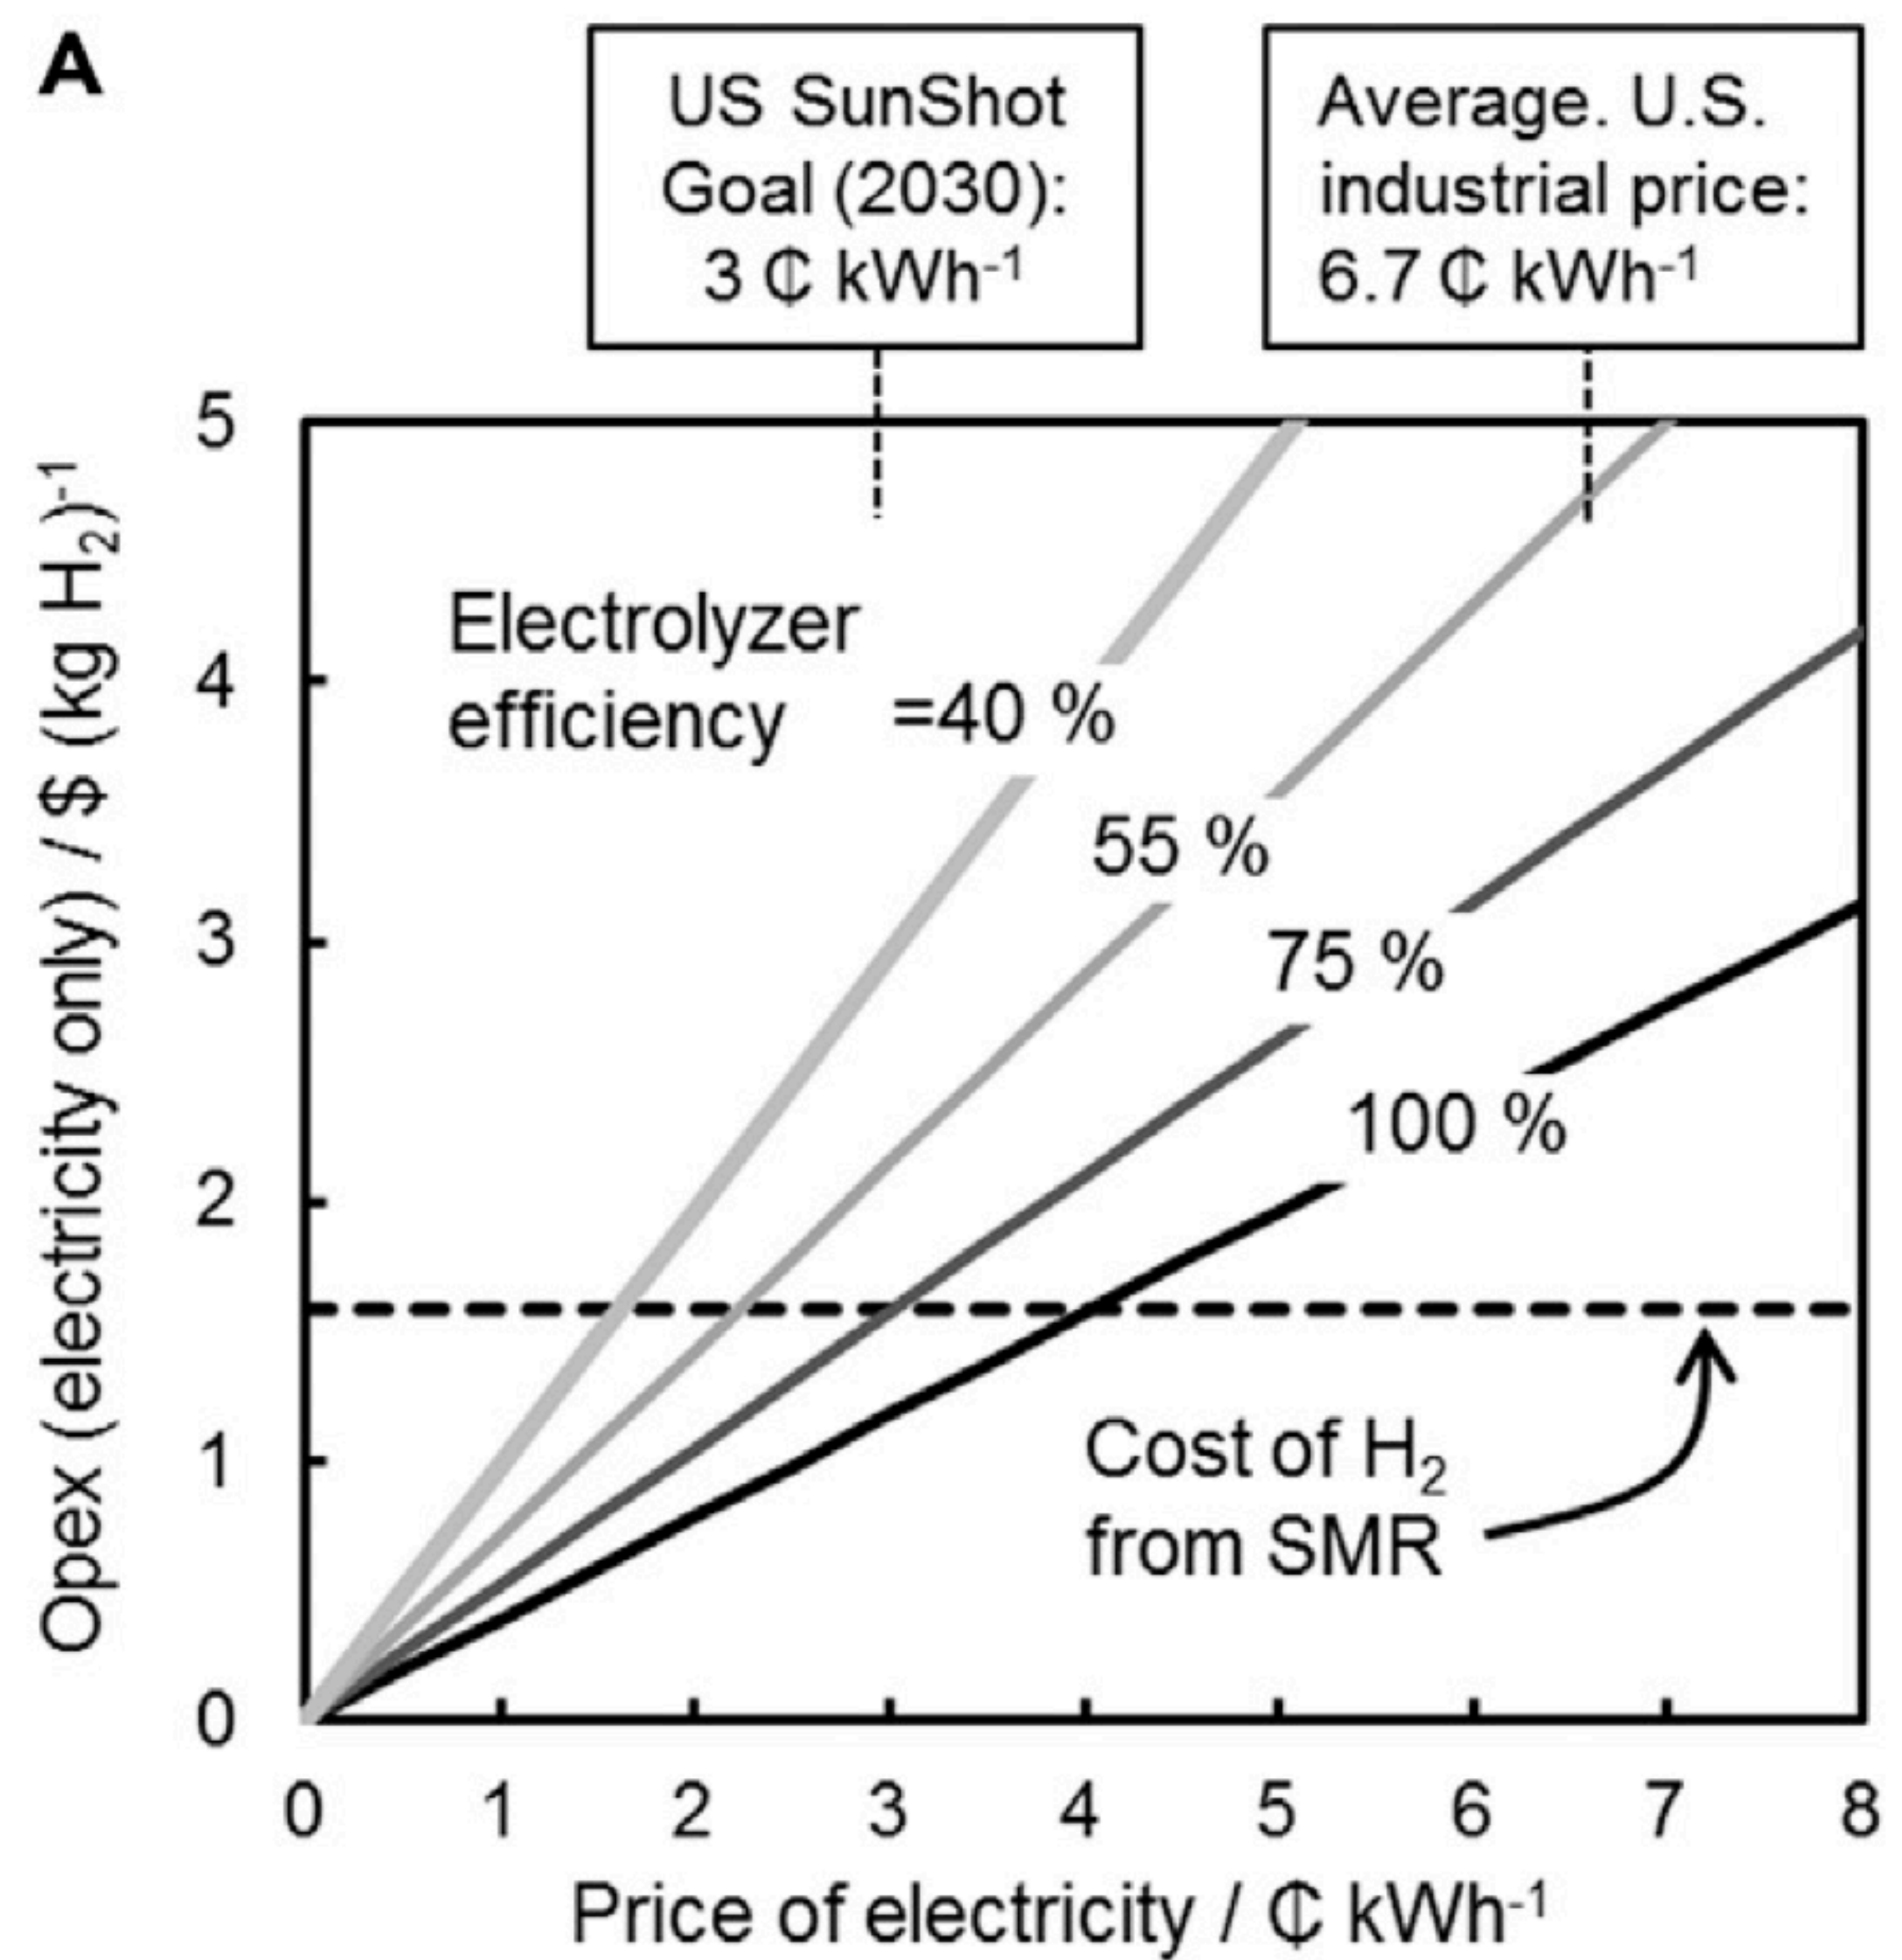 A
US SunShot
Goal (2030):
3 ₵ kWh⁻¹
Average. U.S.
industrial price:
6.7 ₵ kWh⁻¹
Opex (electricity only) / $ (kg H₂)⁻¹
5
4
3
2
1
0
Electrolyzer
efficiency =40 %
55 %
75 %
100 %
Cost of H₂
from SMR
0 1 2 3 4 5 6 7 8
Price of electricity / ₵ kWh⁻¹